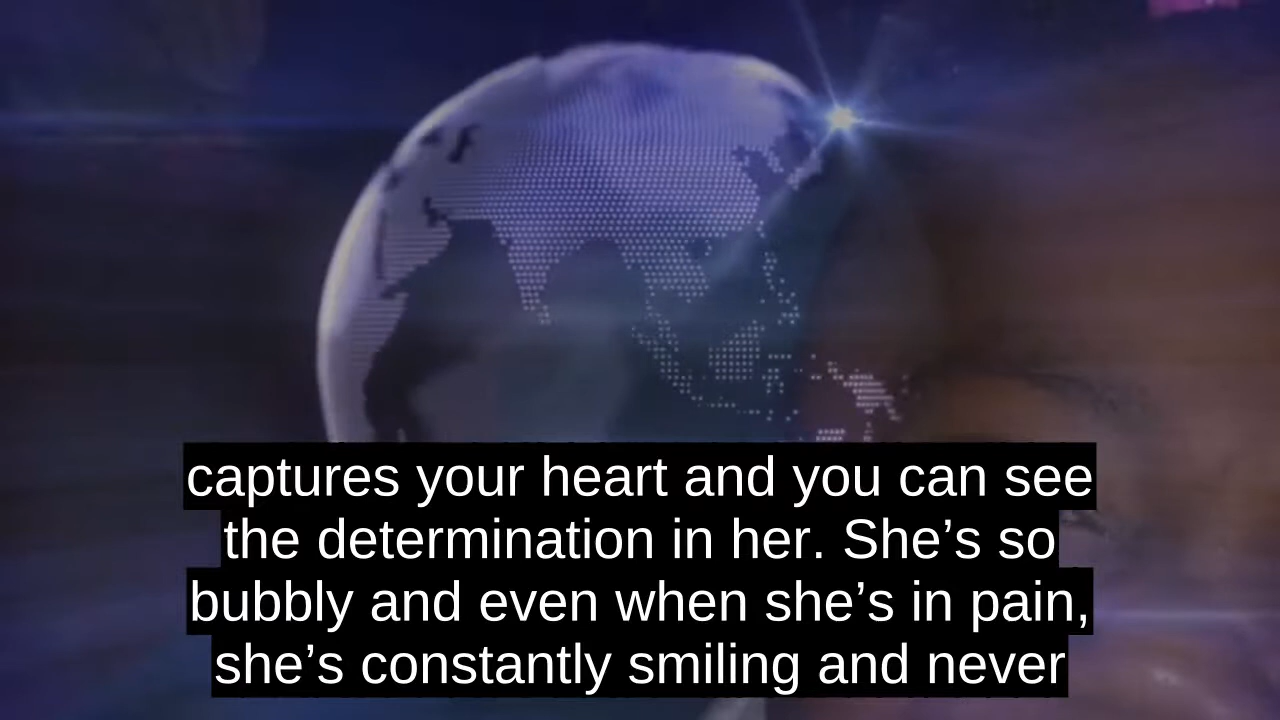 captures your heart and you can see
the determination in her. She’s so
bubbly and even when she’s in pain,
she’s constantly smiling and never